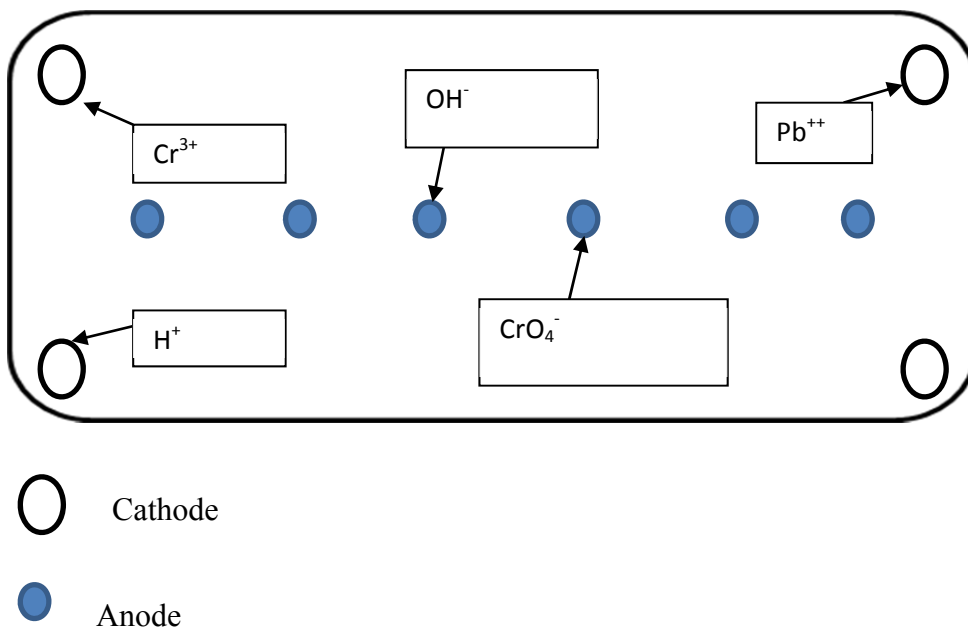 OH⁻
Pb⁺⁺
Cr³⁺
H⁺
CrO₄⁻
Cathode
Anode